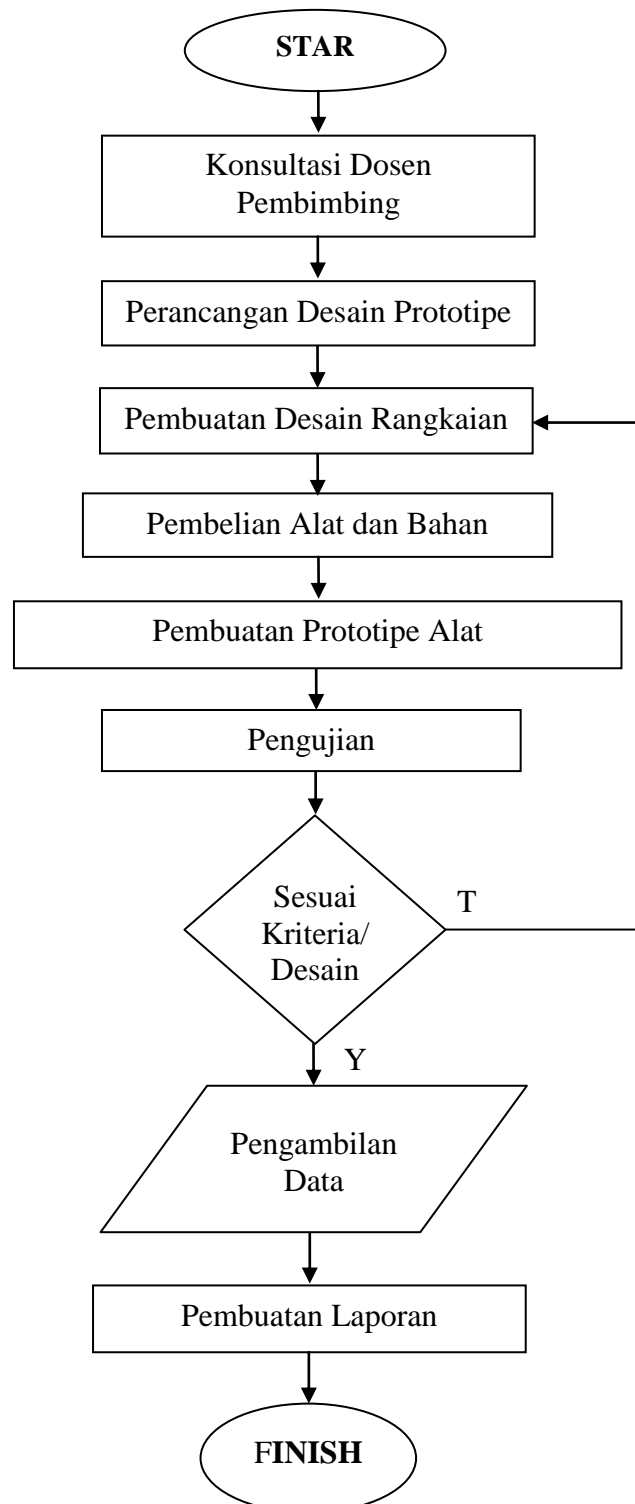 STAR
Konsultasi Dosen
Pembimbing
Perancangan Desain Prototipe
Pembuatan Desain Rangkaian
Pembelian Alat dan Bahan
Pembuatan Prototipe Alat
Pengujian
Sesuai
Kriteria/
Desain
T
Y
Pengambilan
Data
Pembuatan Laporan
FINISH